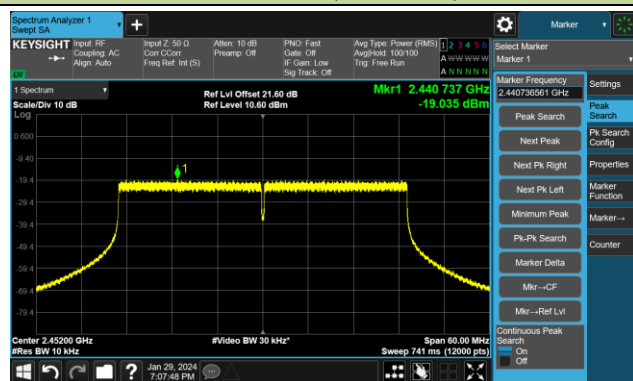 Spectrum Analyzer 1
Swept SA
Marker
KEYSIGHT
Input: RF
Coupling: AC
Align: Auto
Input Z: 50 Ω
Corr CCorr
Freq Ref: Int (S)
Atten: 10 dB
Preamp: Off
PNO: Fast
Gate: Off
IF Gain: Low
Sig Track: Off
Avg Type: Power (RMS)
Avg|Hold: 100/100
Trig: Free Run
1 2 3 4 5 6
A W W W W W
A N N N N N
Select Marker
Marker 1
1 Spectrum
Scale/Div 10 dB
Log
Ref Lvl Offset 21.60 dB
Ref Level 10.60 dBm
Mkr1 2.440 737 GHz
-19.035 dBm
0.600
-9.40
-19.4
-29.4
-39.4
-49.4
-59.4
-69.4
-79.4
1
Center 2.45200 GHz
#Res BW 10 kHz
#Video BW 30 kHz*
Span 60.00 MHz
Sweep 741 ms (12000 pts)
Marker Frequency
2.440736561 GHz
Peak Search
Next Peak
Next Pk Right
Next Pk Left
Minimum Peak
Pk-Pk Search
Marker Delta
Mkr→CF
Mkr→Ref Lvl
Continuous Peak
Search
On
Off
Settings
Peak
Search
Pk Search
Config
Properties
Marker
Function
Marker→
Counter
Jan 29, 2024
7:07:48 PM